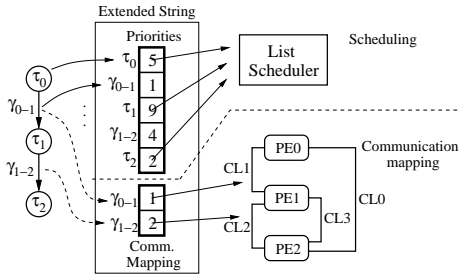 Extended String
Priorities
Scheduling
τ0 5
γ0−1 1
τ1 9
γ1−2 4
τ2 2
List
Scheduler
τ0
γ0−1
τ1
γ1−2
τ2
Communication
mapping
γ0−1 1
γ1−2 2
Comm.
Mapping
CL1
CL2
PE0
PE1
PE2
CL3
CL0